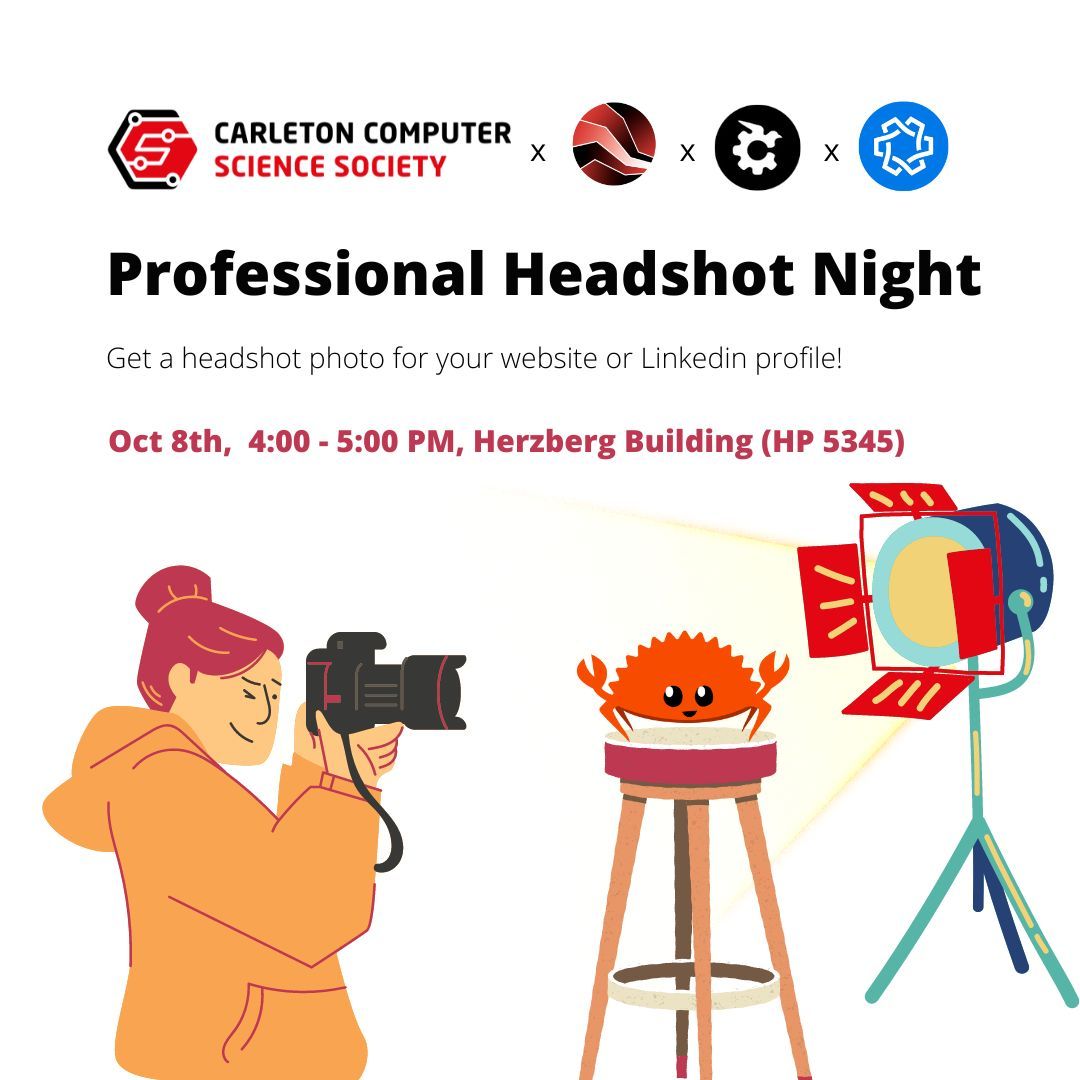 CARLETON COMPUTER
SCIENCE SOCIETY
x
x
x
Professional Headshot Night
Get a headshot photo for your website or Linkedin profile!
Oct 8th, 4:00 - 5:00 PM, Herzberg Building (HP 5345)